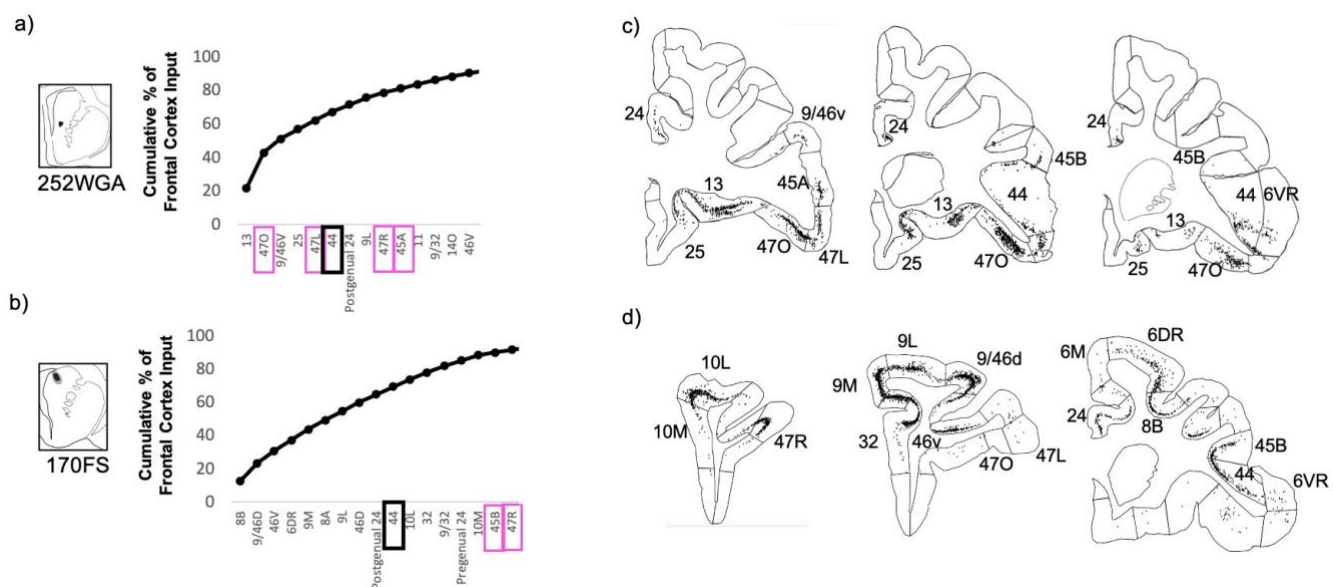 a)
252WGA
Cumulative % of
Frontal Cortex Input
100
80
60
40
20
0
13
47O
9/46V
25
47L
44
Postgenual 24
9L
47R
45A
11
9/32
14O
46V
b)
170FS
Cumulative % of
Frontal Cortex Input
100
80
60
40
20
0
8B
9/46D
46V
6DR
9M
8A
9L
46D
Postgenual 24
44
10L
32
9/32
Pregenual 24
10M
45B
47R
c)
24
9/46v
45A
13
25
47O
47L
24
45B
44
13
25
47O
24
45B
44
6VR
13
25
47O
d)
10L
10M
47R
9L
9/46d
9M
32
46v
47O
47L
6DR
6M
24
8B
45B
44
6VR